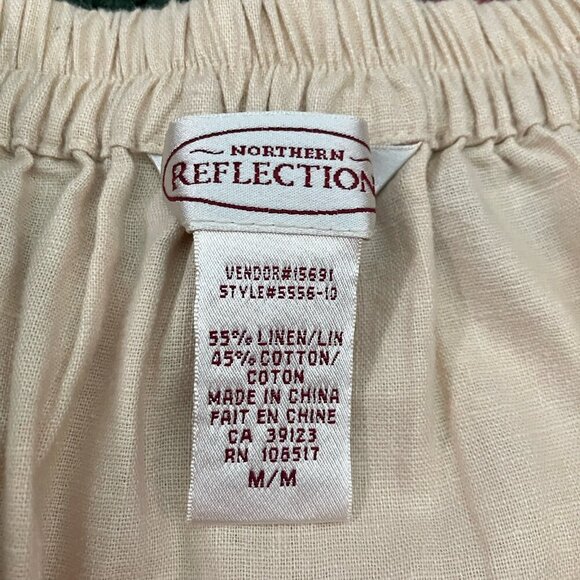 NORTHERN
REFLECTION
VENDOR#15691
STYLE#5556-10
55% LINEN/LIN
45% COTTON/
COTON
MADE IN CHINA
FAIT EN CHINE
CA 39123
RN 108517
M/M